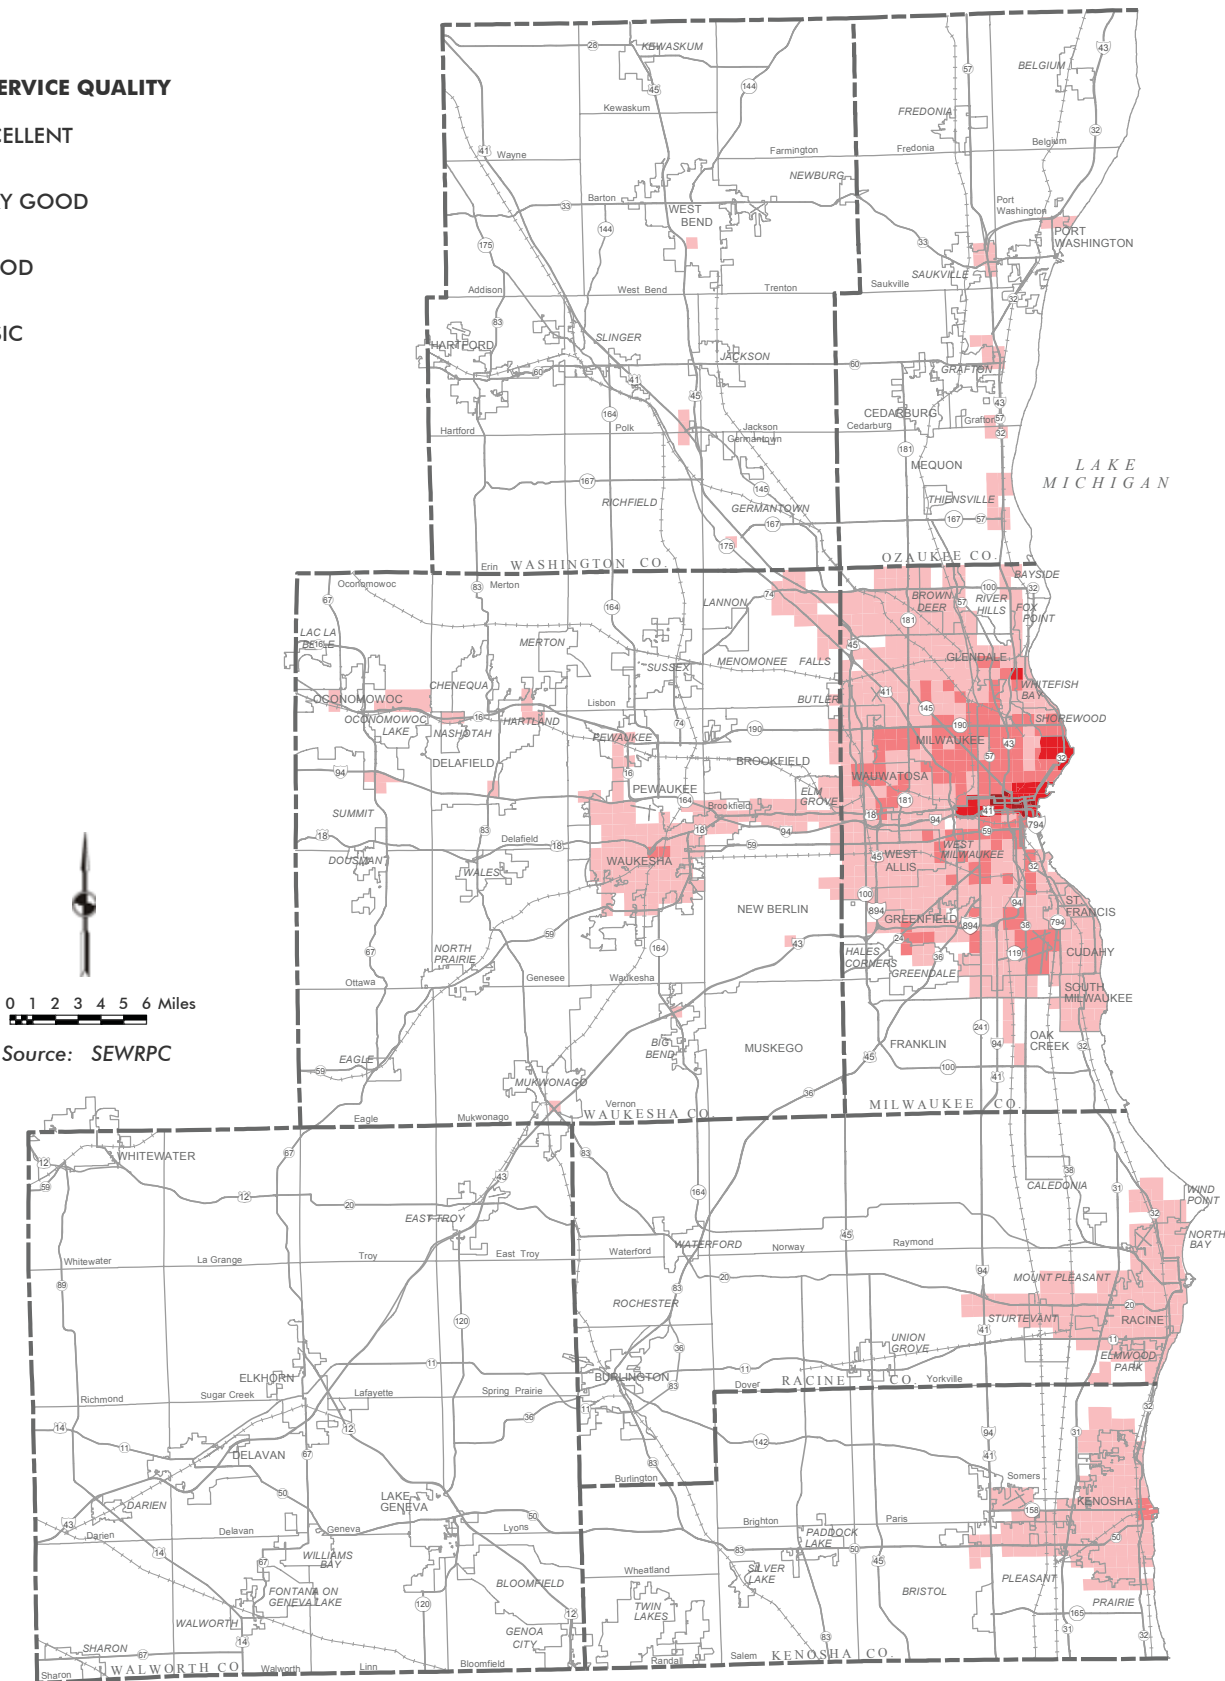 ERVICE QUALITY
CELLENT
Y GOOD
OD
SIC
0 1 2 3 4 5 6 Miles
Source: SEWRPC
LAKE
MICHIGAN
KEWASKUM
Kewaskum
Wayne
Barton
WEST
BEND
Farmington
NEWBURG
Addison
West Bend
Trenton
HARTFORD
SLINGER
JACKSON
Hartford
Polk
Jackson
Germantown
RICHFIELD
GERMANTOWN
Erin
WASHINGTON CO.
BELGIUM
FREDONIA
Fredonia
Belgium
Port
Washington
PORT
WASHINGTON
SAUKVILLE
Saukville
GRAFTON
CEDARBURG
Cedarburg
Grafton
MEQUON
THIENSVILLE
OZAUKEE CO.
Oconomowoc
Merton
LAC LA
BELLE
MERTON
LANNON
SUSSEX
MENOMONEE FALLS
BUTLER
CHENEQUA
OCONOMOWOC
OCONOMOWOC
LAKE
NASHOTAH
HARTLAND
Lisbon
PEWAUKEE
DELAFIELD
PEWAUKEE
BROOKFIELD
Brookfield
ELM
GROVE
SUMMIT
DOUSMAN
Delafield
WALES
WAUKESHA
NEW BERLIN
NORTH
PRAIRIE
Ottawa
Genesee
Waukesha
EAGLE
Eagle
MUKWONAGO
Mukwonago
BIG
BEND
Vernon
MUSKEGO
WAUKESHA CO.
BAYSIDE
BROWN
DEER
RIVER
HILLS
FOX
POINT
GLENDALE
WHITEFISH
BAY
SHOREWOOD
MILWAUKEE
WAUWATOSA
WEST
MILWAUKEE
WEST
ALLIS
ST.
FRANCIS
GREENFIELD
CUDAHY
HALES
CORNERS
GREENDALE
SOUTH
MILWAUKEE
FRANKLIN
OAK
CREEK
MILWAUKEE CO.
WHITEWATER
EAST TROY
Whitewater
La Grange
Troy
East Troy
ELKHORN
Richmond
Sugar Creek
Lafayette
Spring Prairie
DELAVAN
DARIEN
Darien
Delavan
LAKE
GENEVA
Geneva
Lyons
WILLIAMS
BAY
FONTANA ON
GENEVA LAKE
WALWORTH
BLOOMFIELD
GENOA
CITY
SHARON
Sharon
WALWORTH CO.
Walworth
Linn
Bloomfield
WATERFORD
Waterford
Norway
Raymond
CALEDONIA
WIND
POINT
NORTH
BAY
ROCHESTER
MOUNT PLEASANT
STURTEVANT
RACINE
UNION
GROVE
ELMWOOD
PARK
BURLINGTON
Dover
RACINE CO.
Yorkville
Burlington
Somers
KENOSHA
Brighton
Paris
PADDOCK
LAKE
SILVER
LAKE
Wheatland
TWIN
LAKES
BRISTOL
PLEASANT
PRAIRIE
Randall
Salem
KENOSHA CO.